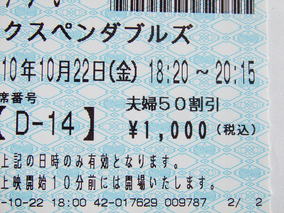 クスペンダブルズ
10年10月22日(金) 18:20 ～ 20:15
席番号
夫婦50割引
【 D-14 】
¥1,000 (税込)
上記の日時のみ有効となります。
上映開始10分前には開場いたします。
-10-22 18:00 42-017629 009787 2/ 2